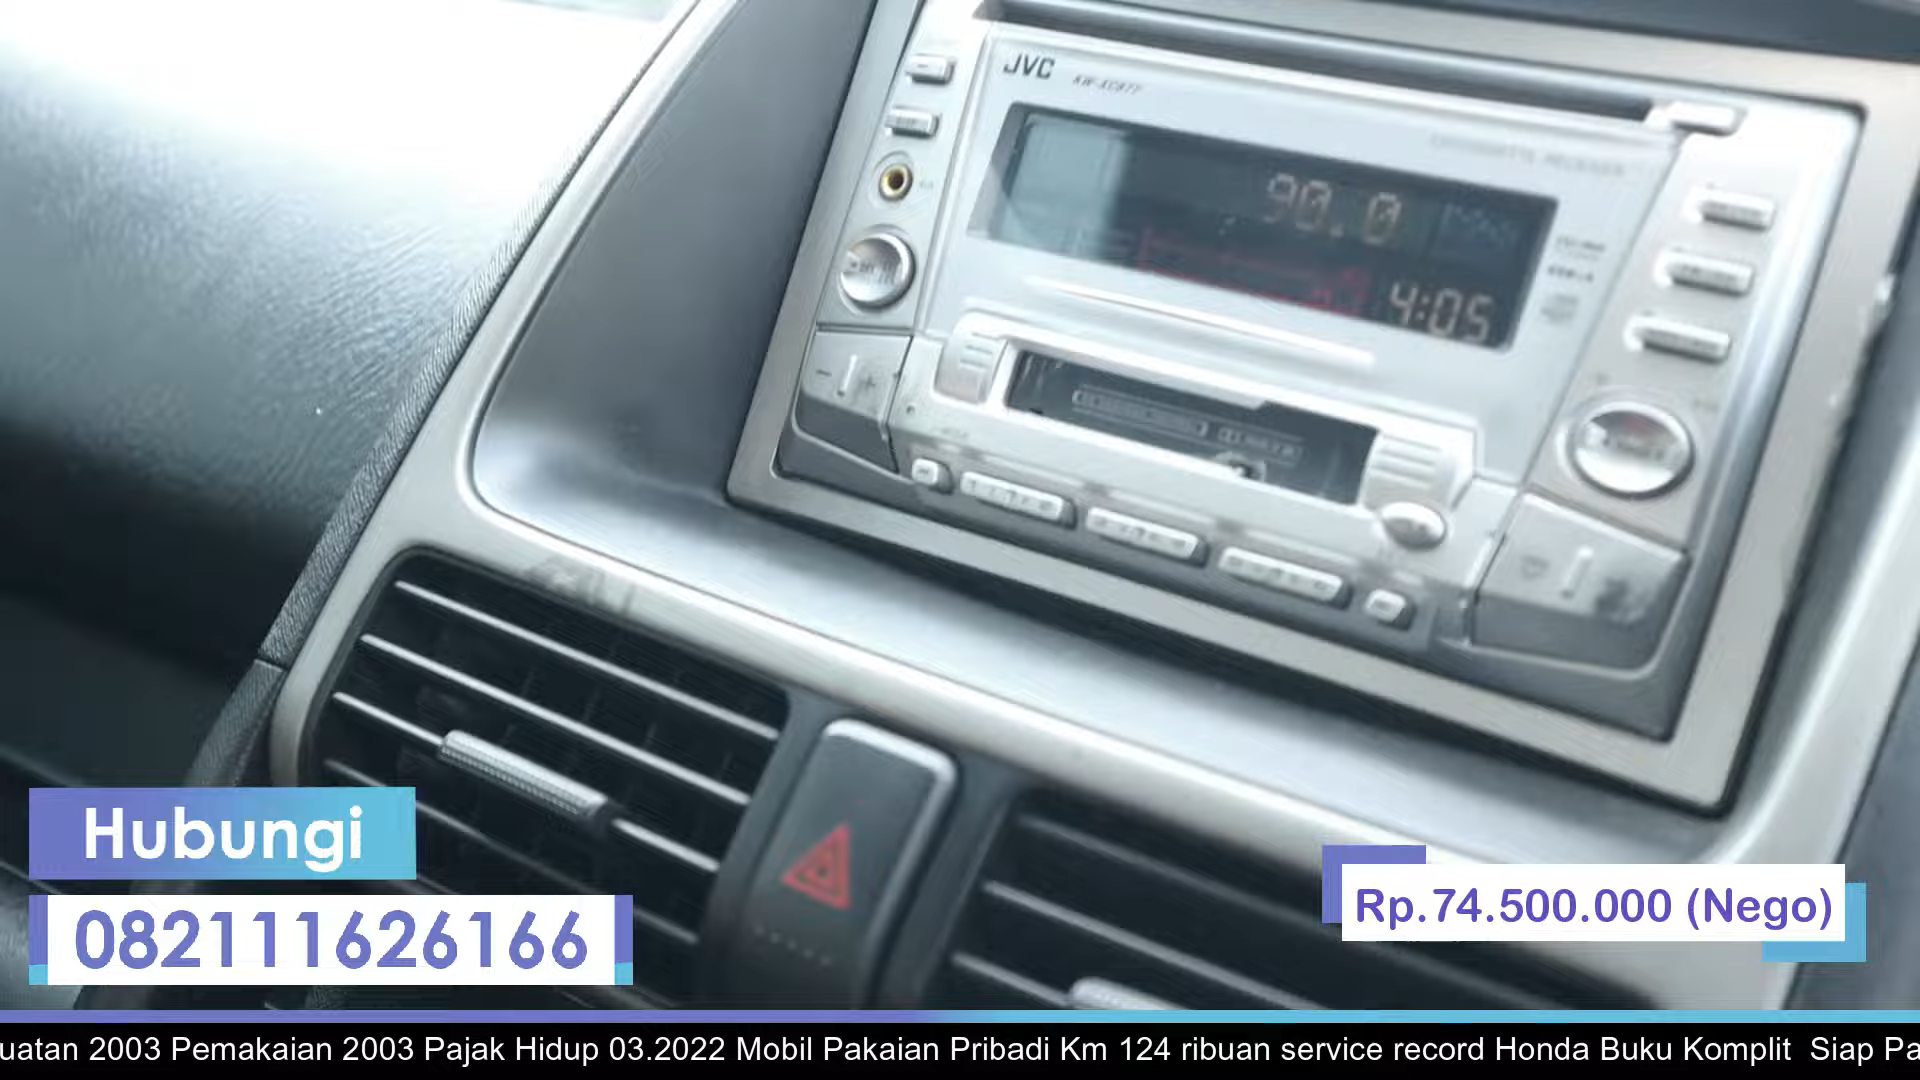 JVC
90.0
4:05
Hubungi
082111626166
Rp.74.500.000 (Nego)
uatan 2003 Pemakaian 2003 Pajak Hidup 03.2022 Mobil Pakaian Pribadi Km 124 ribuan service record Honda Buku Komplit Siap Pa